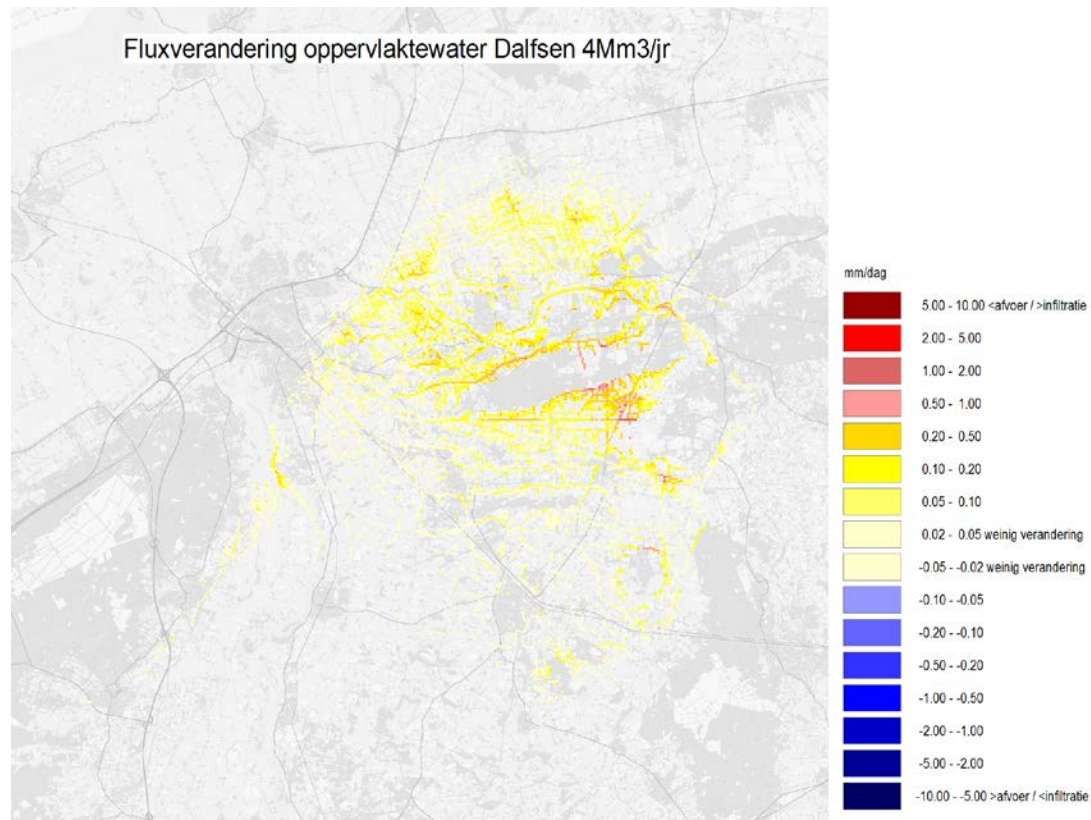 Fluxverandering oppervlaktewater Dalfsen 4Mm3/jr
mm/dag
5.00 - 10.00 <afvoer / >infiltratie
2.00 - 5.00
1.00 - 2.00
0.50 - 1.00
0.20 - 0.50
0.10 - 0.20
0.05 - 0.10
0.02 - 0.05 weinig verandering
-0.05 - -0.02 weinig verandering
-0.10 - -0.05
-0.20 - -0.10
-0.50 - -0.20
-1.00 - -0.50
-2.00 - -1.00
-5.00 - -2.00
-10.00 - -5.00 >afvoer / <infiltratie